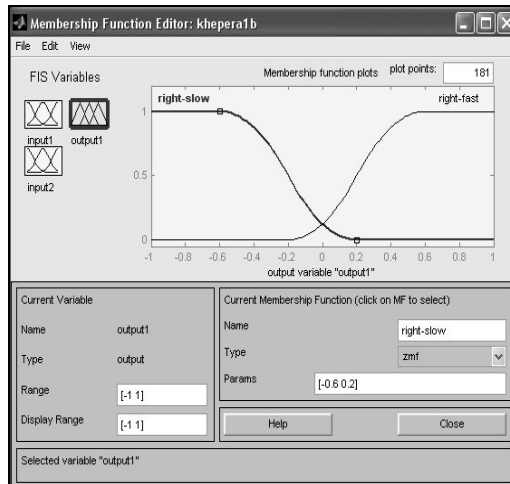 Membership Function Editor: khepera1b
File Edit View
FIS Variables
Membership function plots plot points: 181
right-slow right-fast
input1 output1
input2
1
0.5
0
-1 -0.8 -0.6 -0.4 -0.2 0 0.2 0.4 0.6 0.8 1
output variable "output1"
Current Variable
Name output1
Type output
Range [-1 1]
Display Range [-1 1]
Current Membership Function (click on MF to select)
Name right-slow
Type zmf
Params [-0.6 0.2]
Help Close
Selected variable "output1"